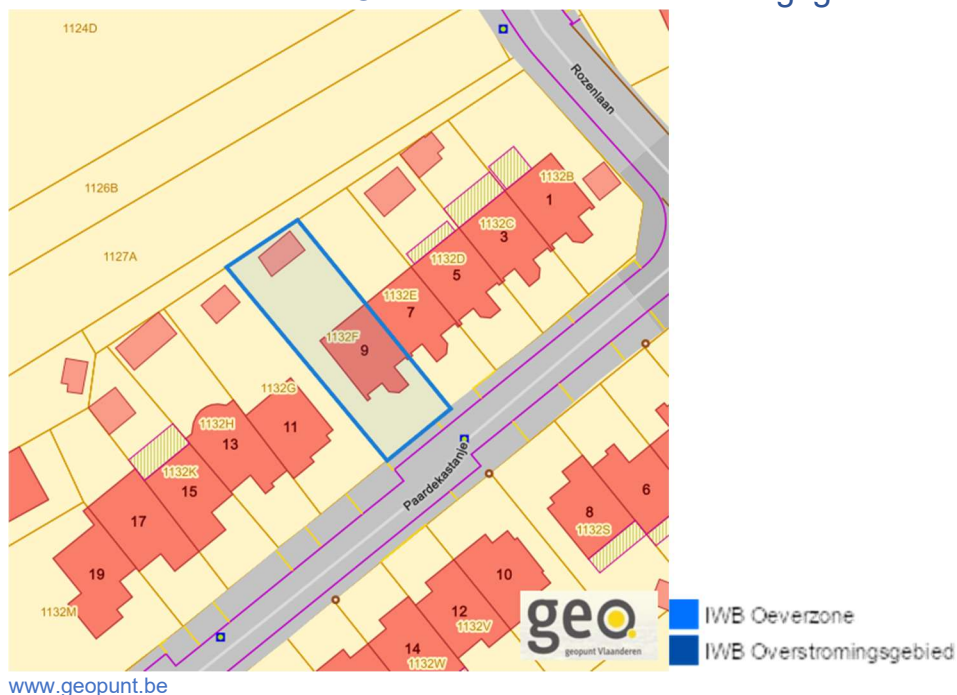 1124D
Rozenlaan
1126B
1132B
1
1132C
3
1127A
1132D
5
1132E
7
1132F
9
1132G
1132H
11
13
1132K
15
17
19
1132M
Paardekastanje
6
8
1132S
10
12
1132V
14
1132W
geo
geopunt Vlaanderen
IWB Oeverzone
IWB Overstromingsgebied
www.geopunt.be